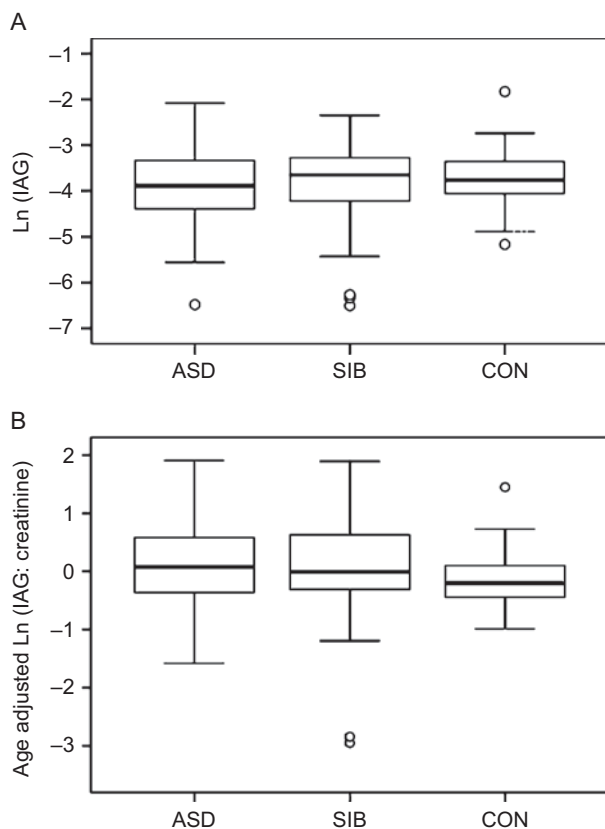 A
Ln (IAG)
–1
–2
–3
–4
–5
–6
–7
ASD SIB CON
B
Age adjusted Ln (IAG: creatinine)
2
1
0
–1
–2
–3
ASD SIB CON